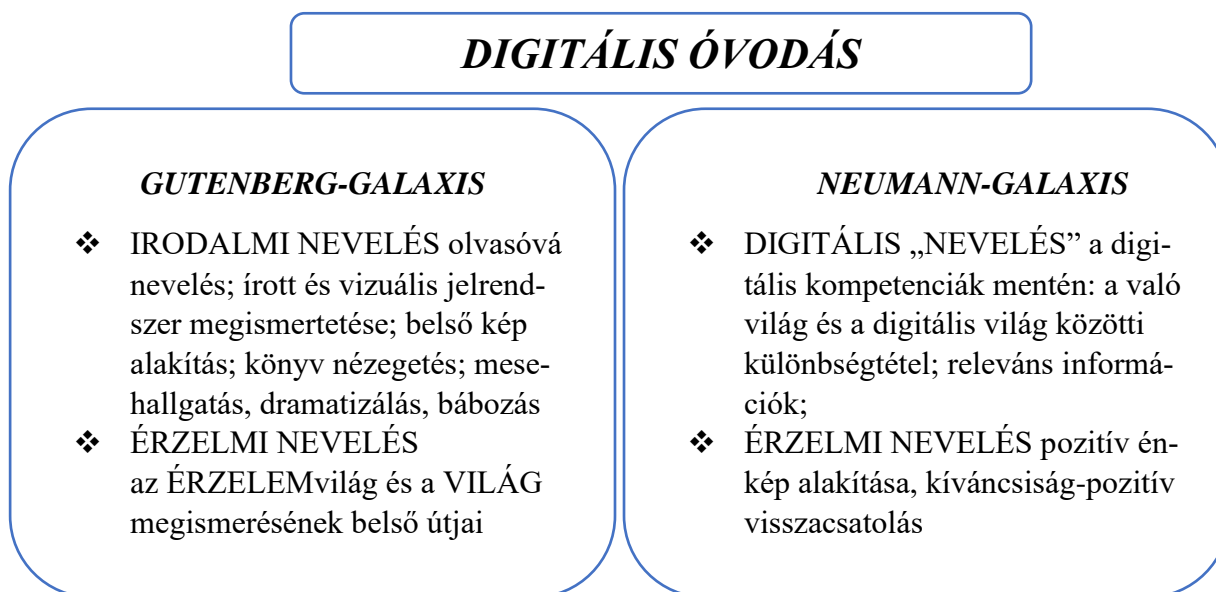 DIGITÁLIS ÓVODÁS
GUTENBERG-GALAXIS
❖ IRODALMI NEVELÉS olvasóvá
nevelés; írott és vizuális jelrend-
szer megismertetése; belső kép
alakítás; könyv nézegetés; mese-
hallgatás, dramatizálás, bábozás
❖ ÉRZELMI NEVELÉS
az ÉRZELEMvilág és a VILÁG
megismerésének belső útjai
NEUMANN-GALAXIS
❖ DIGITÁLIS „NEVELÉS” a digi-
tális kompetenciák mentén: a való
világ és a digitális világ közötti
különbségtétel; releváns informá-
ciók;
❖ ÉRZELMI NEVELÉS pozitív én-
kép alakítása, kíváncsiság-pozitív
visszacsatolás